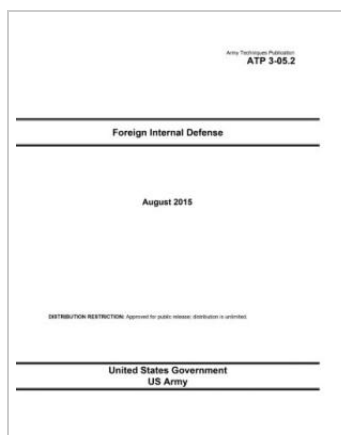 Army Techniques Publication
ATP 3-05.2
Foreign Internal Defense
August 2015
DISTRIBUTION RESTRICTION: Approved for public release; distribution is unlimited.
United States Government
US Army